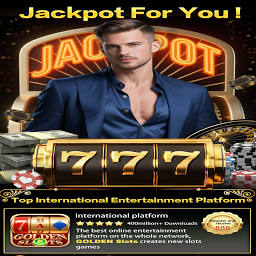 Jackpot For You !
JACKPOT
777
Top International Entertainment Platform
International platform
400million+ Downloads
The best online entertainment
platform on the whole network,
GOLDEN Slots creates new slots
games
GOLDEN
SLOTS
888